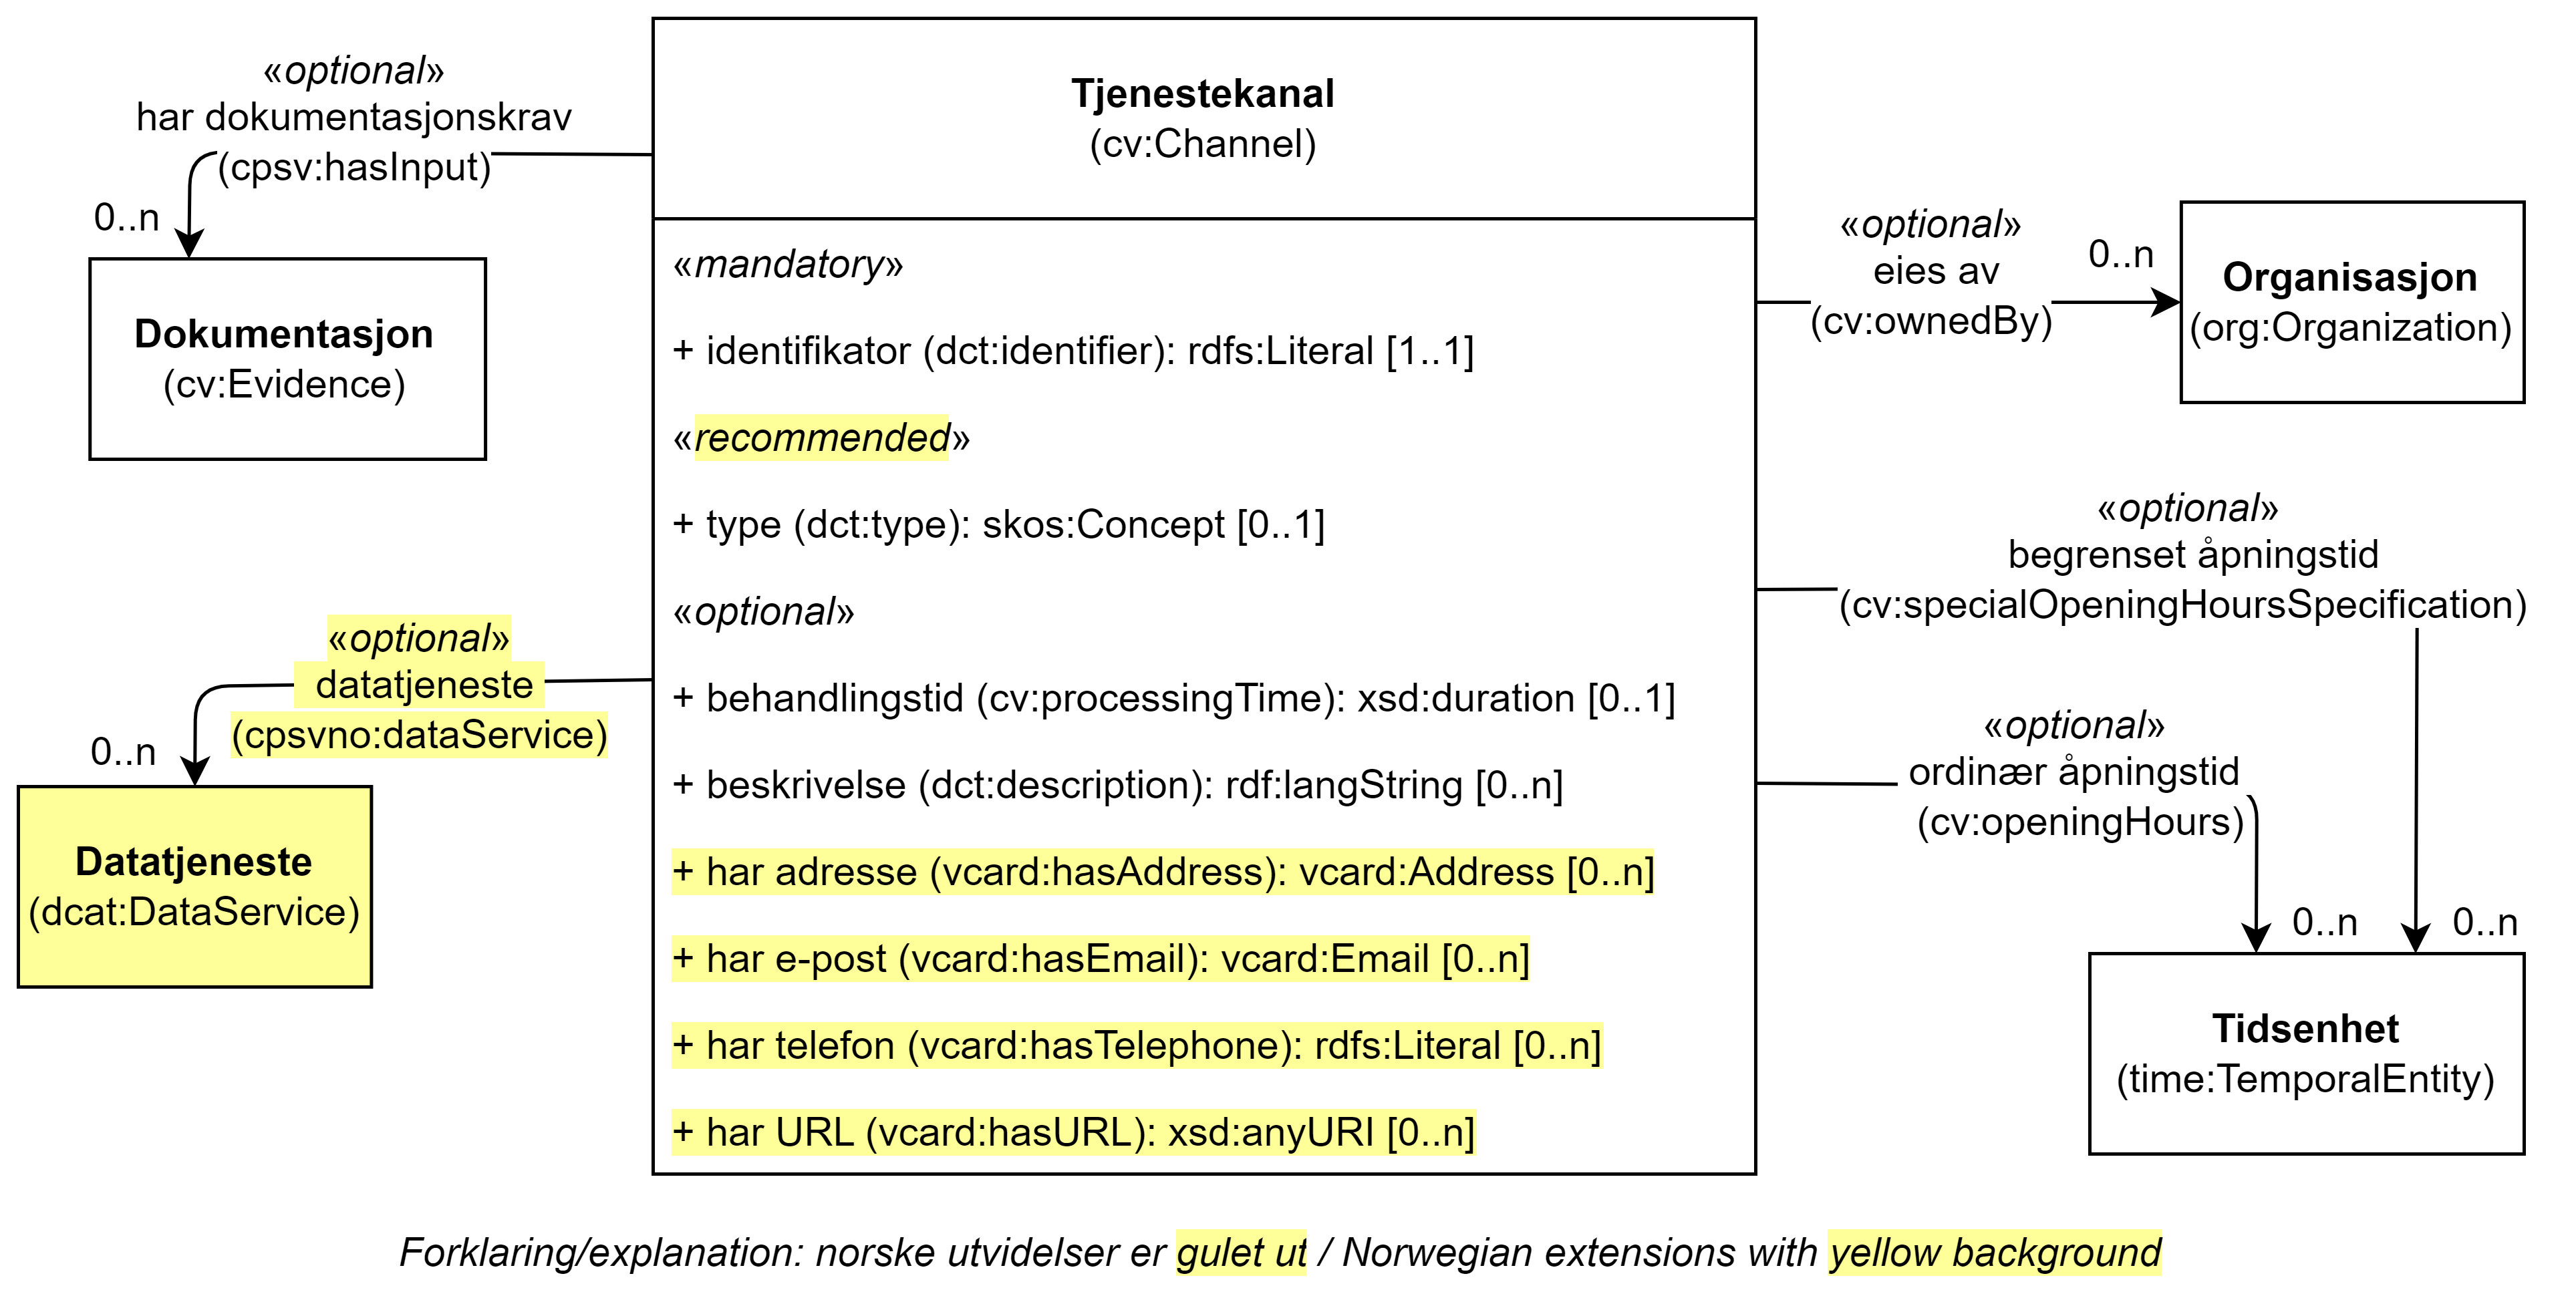 «optional»
har dokumentasjonskrav
(cpsv:hasInput)
0..n
Dokumentasjon
(cv:Evidence)
«optional»
datatjeneste
(cpsvno:dataService)
0..n
Datatjeneste
(dcat:DataService)
Tjenestekanal
(cv:Channel)
«mandatory»
+ identifikator (dct:identifier): rdfs:Literal [1..1]
«recommended»
+ type (dct:type): skos:Concept [0..1]
«optional»
+ behandlingstid (cv:processingTime): xsd:duration [0..1]
+ beskrivelse (dct:description): rdf:langString [0..n]
+ har adresse (vcard:hasAddress): vcard:Address [0..n]
+ har e-post (vcard:hasEmail): vcard:Email [0..n]
+ har telefon (vcard:hasTelephone): rdfs:Literal [0..n]
+ har URL (vcard:hasURL): xsd:anyURI [0..n]
«optional»
eies av
(cv:ownedBy)
0..n
Organisasjon
(org:Organization)
«optional»
begrenset åpningstid
(cv:specialOpeningHoursSpecification)
«optional»
ordinær åpningstid
(cv:openingHours)
0..n
0..n
Tidsenhet
(time:TemporalEntity)
Forklaring/explanation: norske utvidelser er gulet ut / Norwegian extensions with yellow background